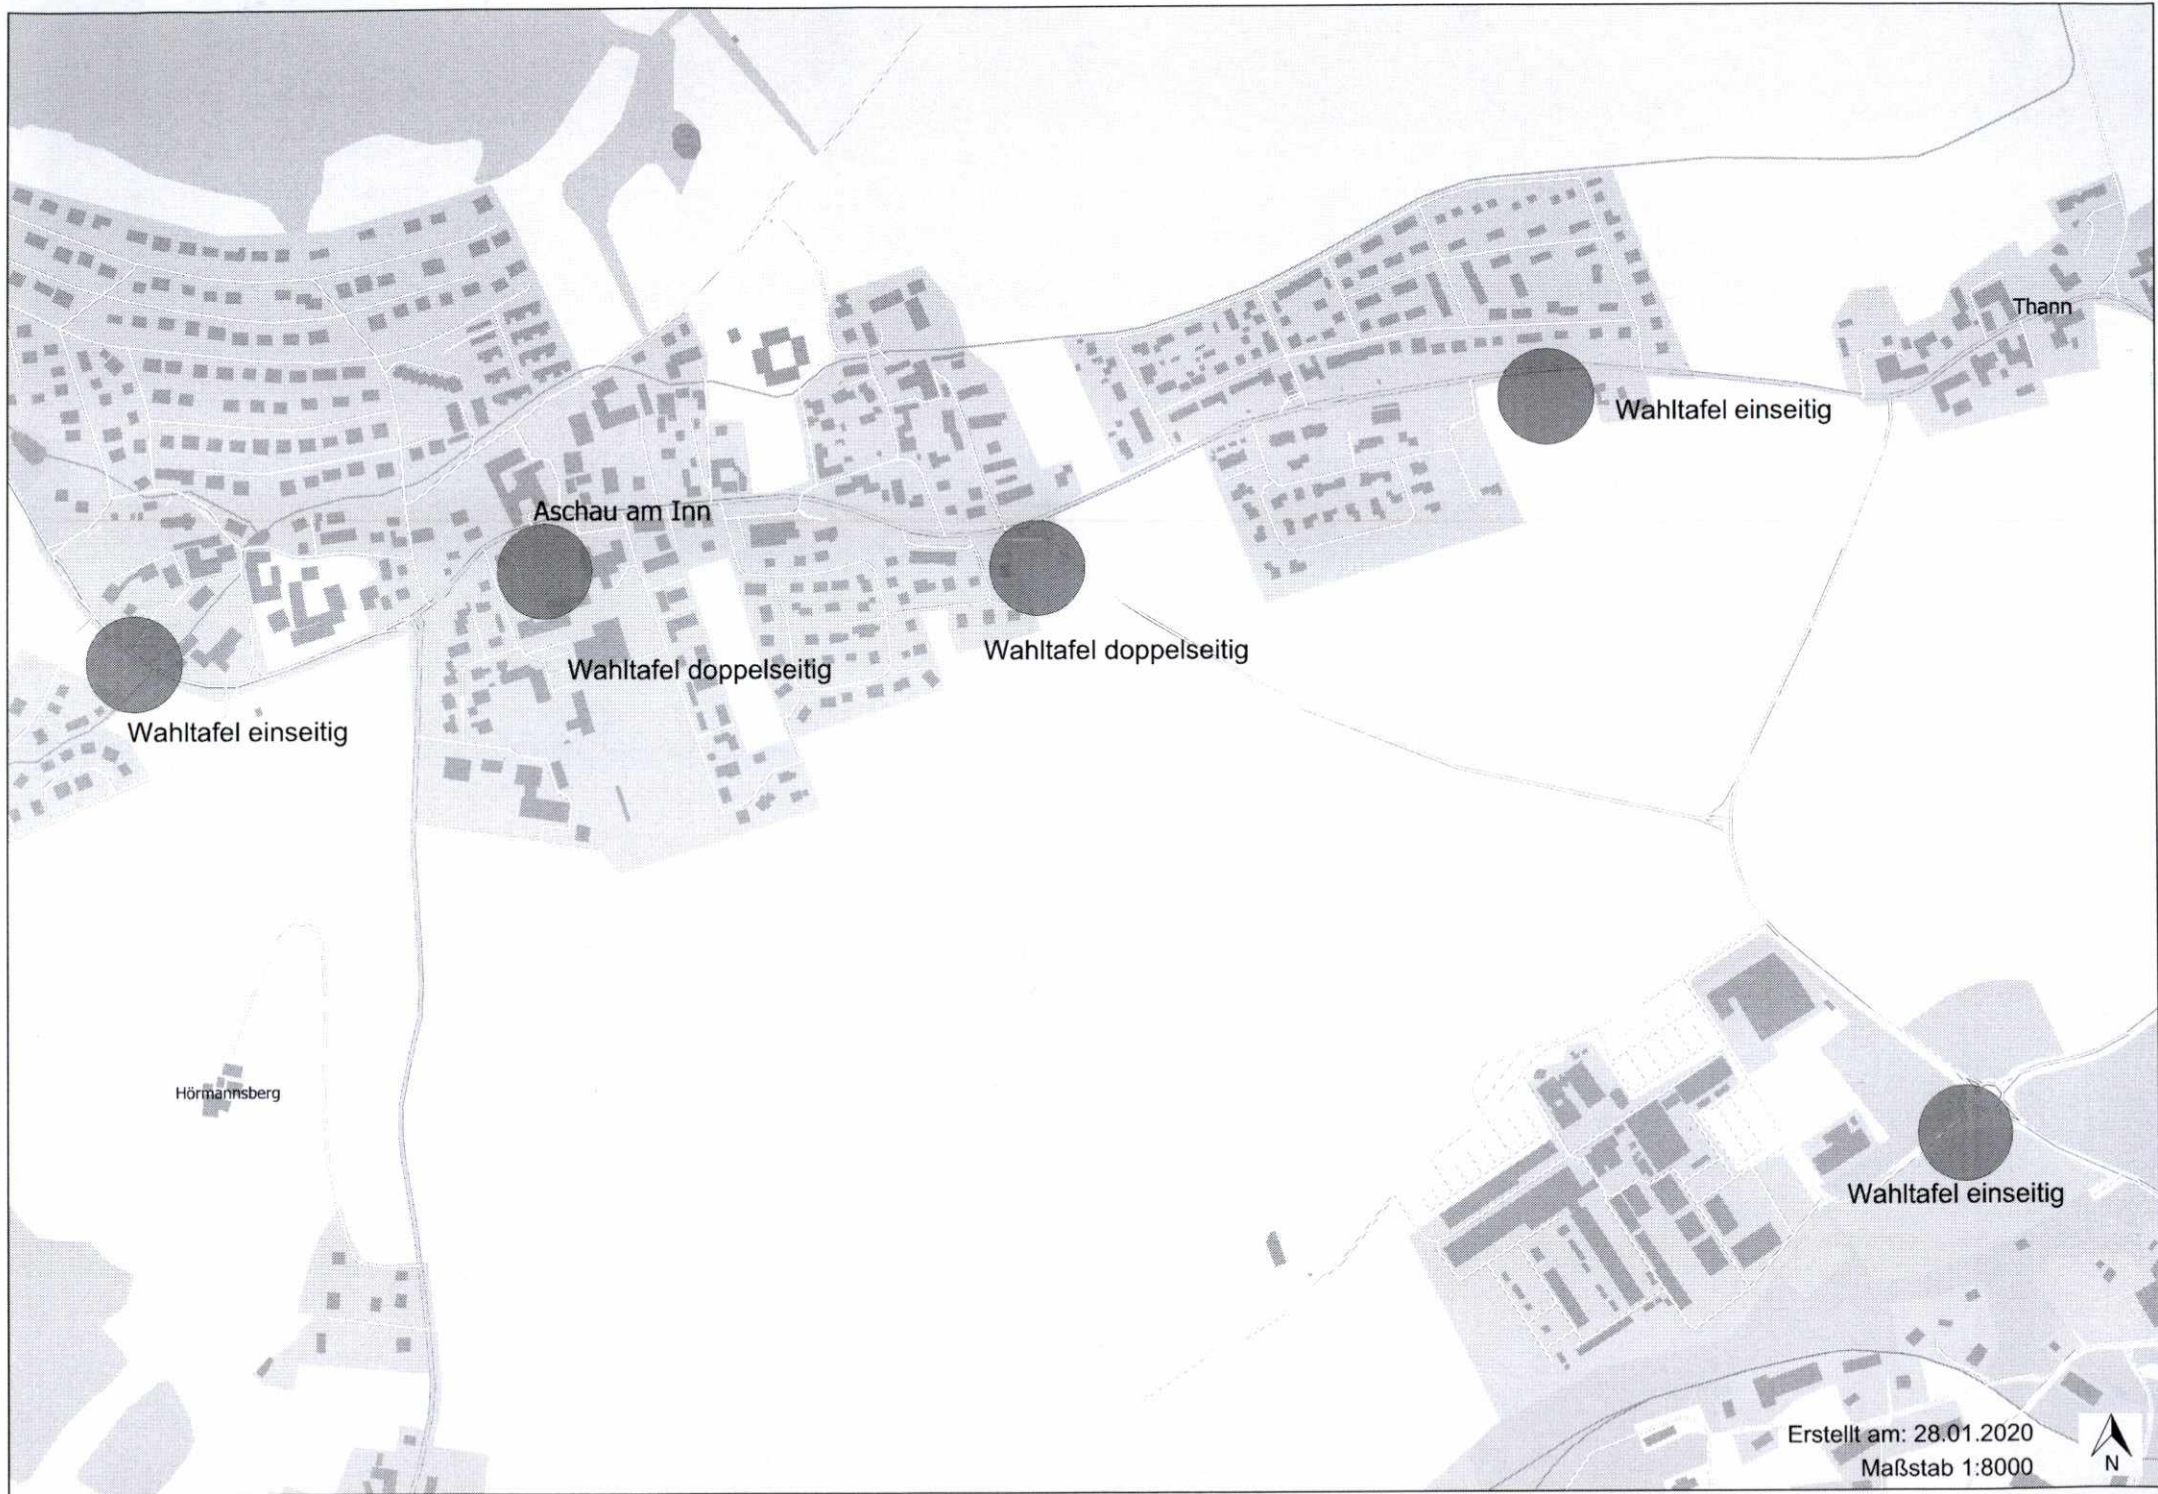 Thann
Wahltafel einseitig
Aschau am Inn
Wahltafel doppelseitig
Wahltafel doppelseitig
Wahltafel einseitig
Hörmannsberg
Wahltafel einseitig
Erstellt am: 28.01.2020
Maßstab 1:8000
N